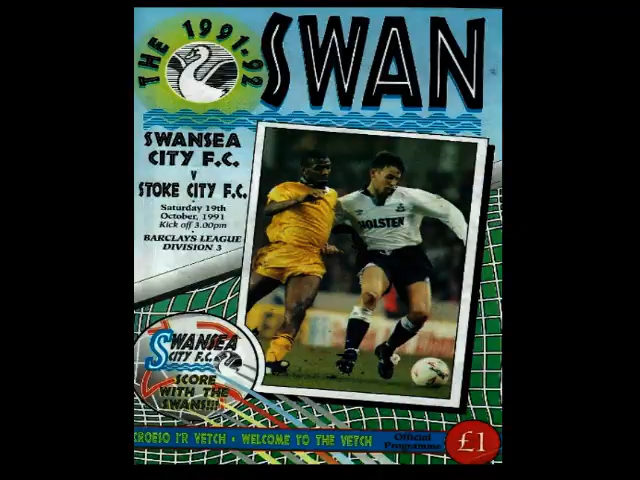 THE 1991-92
SWAN
SWANSEA
CITY F.C.
V
STOKE CITY F.C.
Saturday 19th
October, 1991
Kick off 3.00pm
BARCLAYS LEAGUE
DIVISION 3
HOLSTEN
SWANSEA
CITY F.C.
SCORE
WITH THE
SWANS!!!
CROESO I'R VETCH • WELCOME TO THE VETCH
Official
Programme
£1